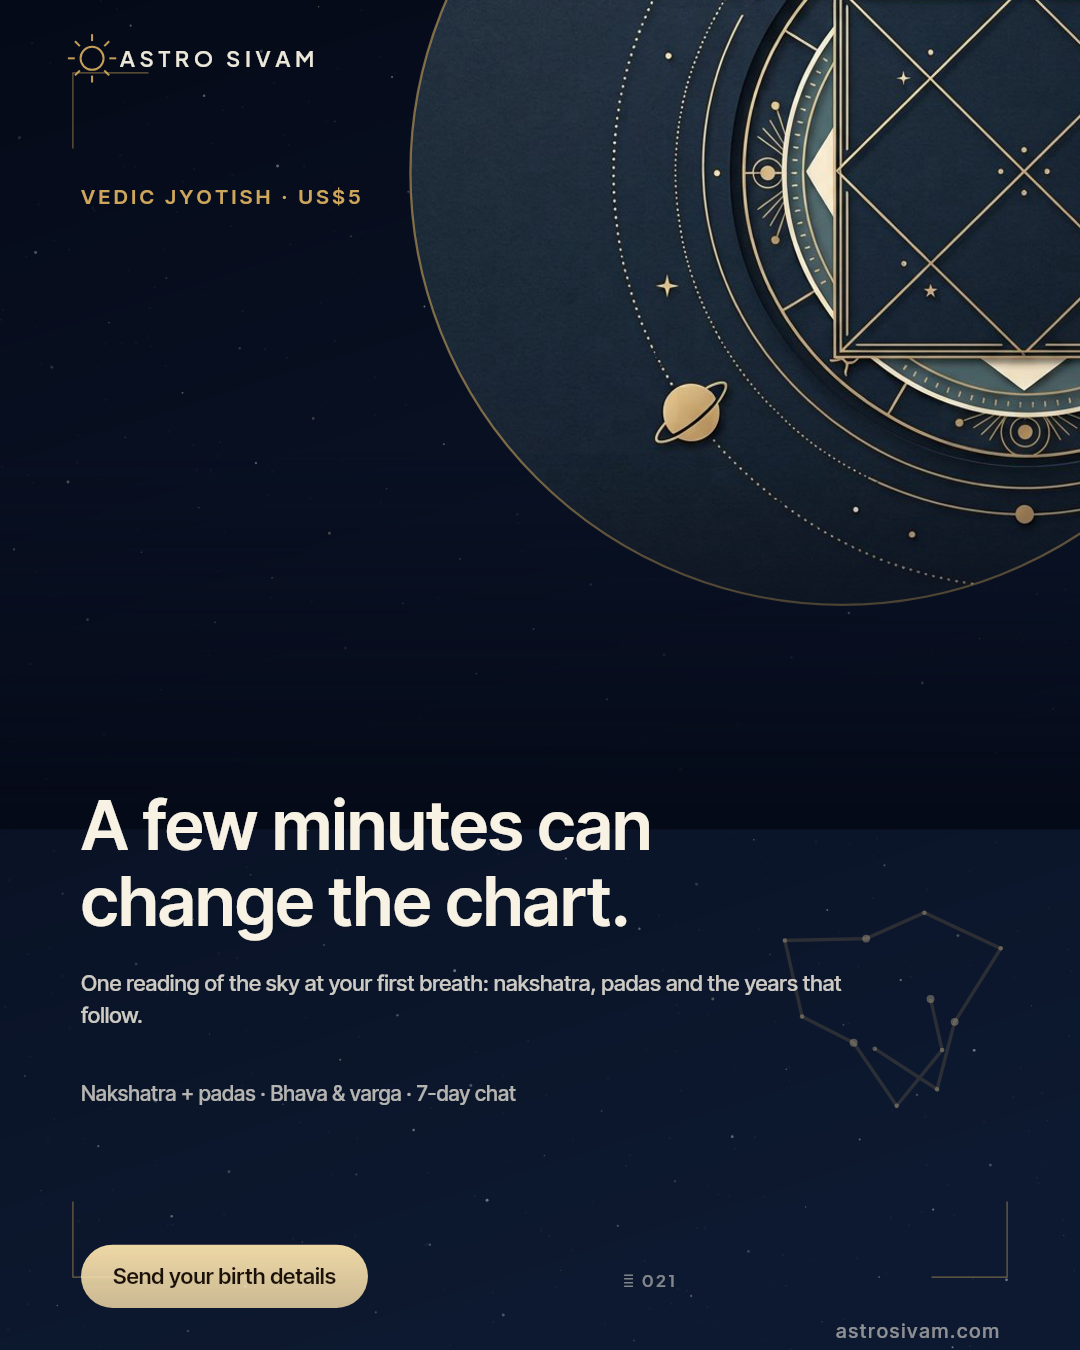 ASTRO SIVAM
VEDIC JYOTISH · US$5
A few minutes can
change the chart.
One reading of the sky at your first breath: nakshatra, padas and the years that
follow.
Nakshatra + padas · Bhava & varga · 7-day chat
Send your birth details
021
astrosivam.com